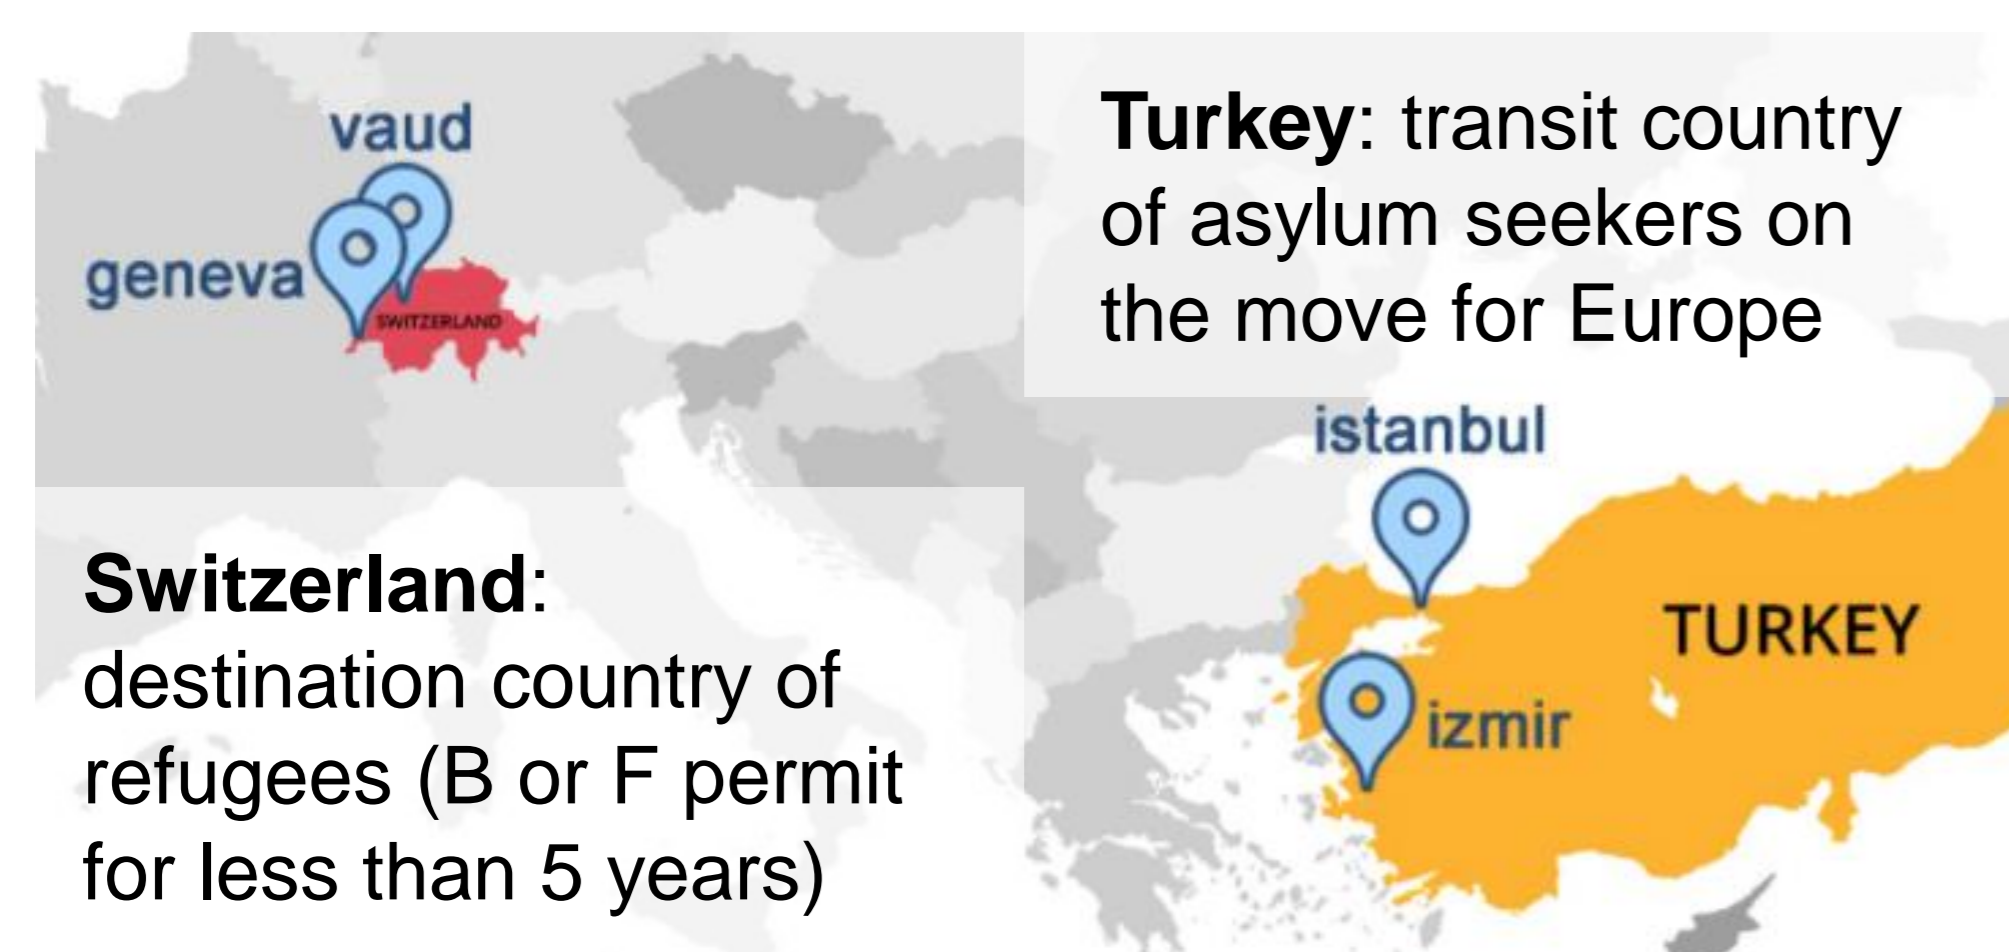 vaud
geneva
SWITZERLAND
Turkey: transit country
of asylum seekers on
the move for Europe
istanbul
TURKEY
izmir
Switzerland:
destination country of
refugees (B or F permit
for less than 5 years)